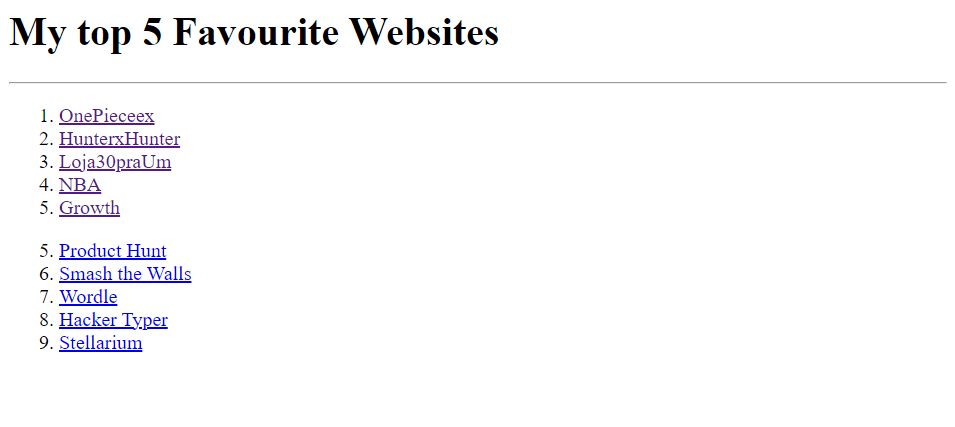 My top 5 Favourite Websites
1. OnePieceex
2. HunterxHunter
3. Loja30praUm
4. NBA
5. Growth
5. Product Hunt
6. Smash the Walls
7. Wordle
8. Hacker Typer
9. Stellarium